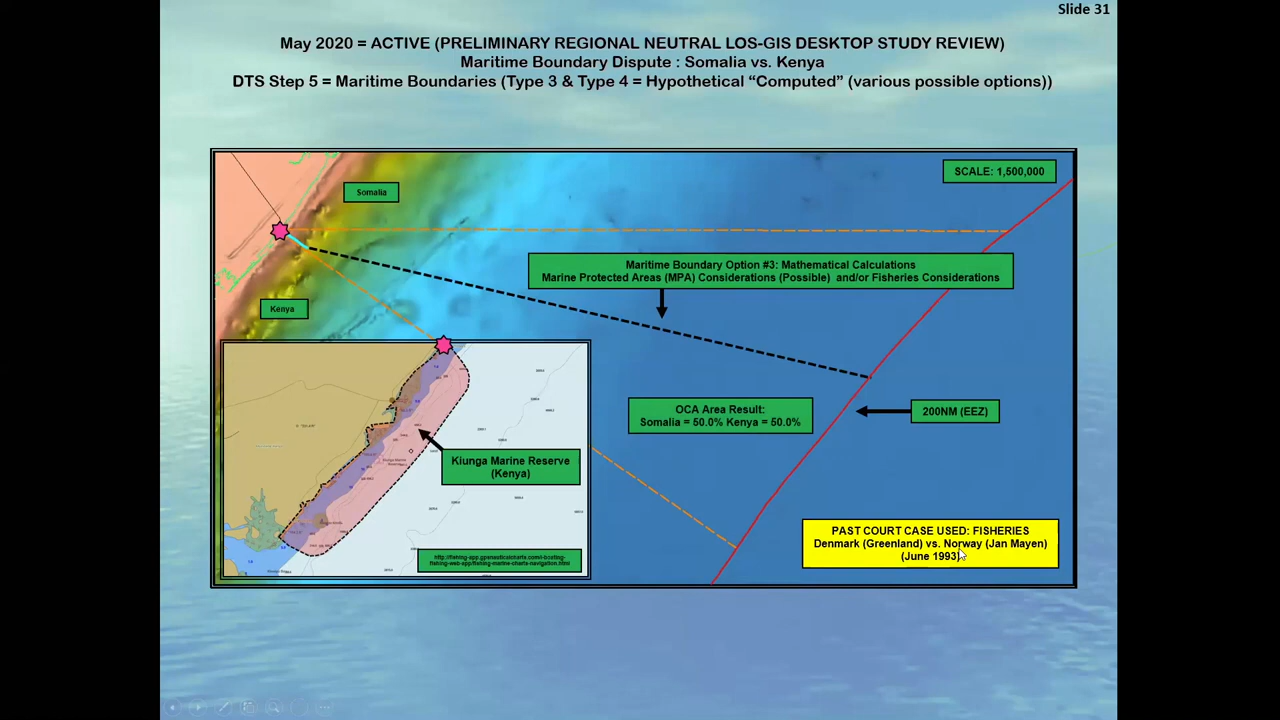 Slide 31
May 2020 = ACTIVE (PRELIMINARY REGIONAL NEUTRAL LOS-GIS DESKTOP STUDY REVIEW)
Maritime Boundary Dispute : Somalia vs. Kenya
DTS Step 5 = Maritime Boundaries (Type 3 & Type 4 = Hypothetical “Computed” (various possible options))
SCALE: 1,500,000
Somalia
Maritime Boundary Option #3: Mathematical Calculations
Marine Protected Areas (MPA) Considerations (Possible) and/or Fisheries Considerations
Kenya
OCA Area Result:
Somalia = 50.0% Kenya = 50.0%
200NM (EEZ)
Kiunga Marine Reserve
(Kenya)
PAST COURT CASE USED: FISHERIES
Denmark (Greenland) vs. Norway (Jan Mayen)
(June 1993)